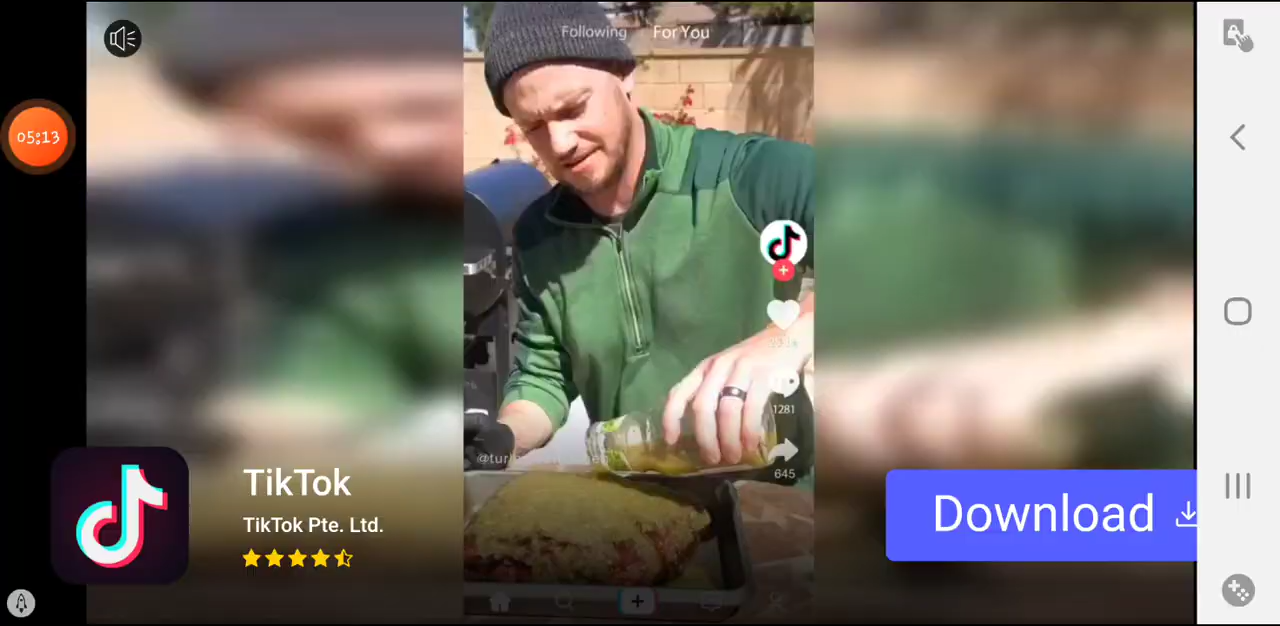 Following For You
05:13
1281
645
TikTok
TikTok Pte. Ltd.
Download